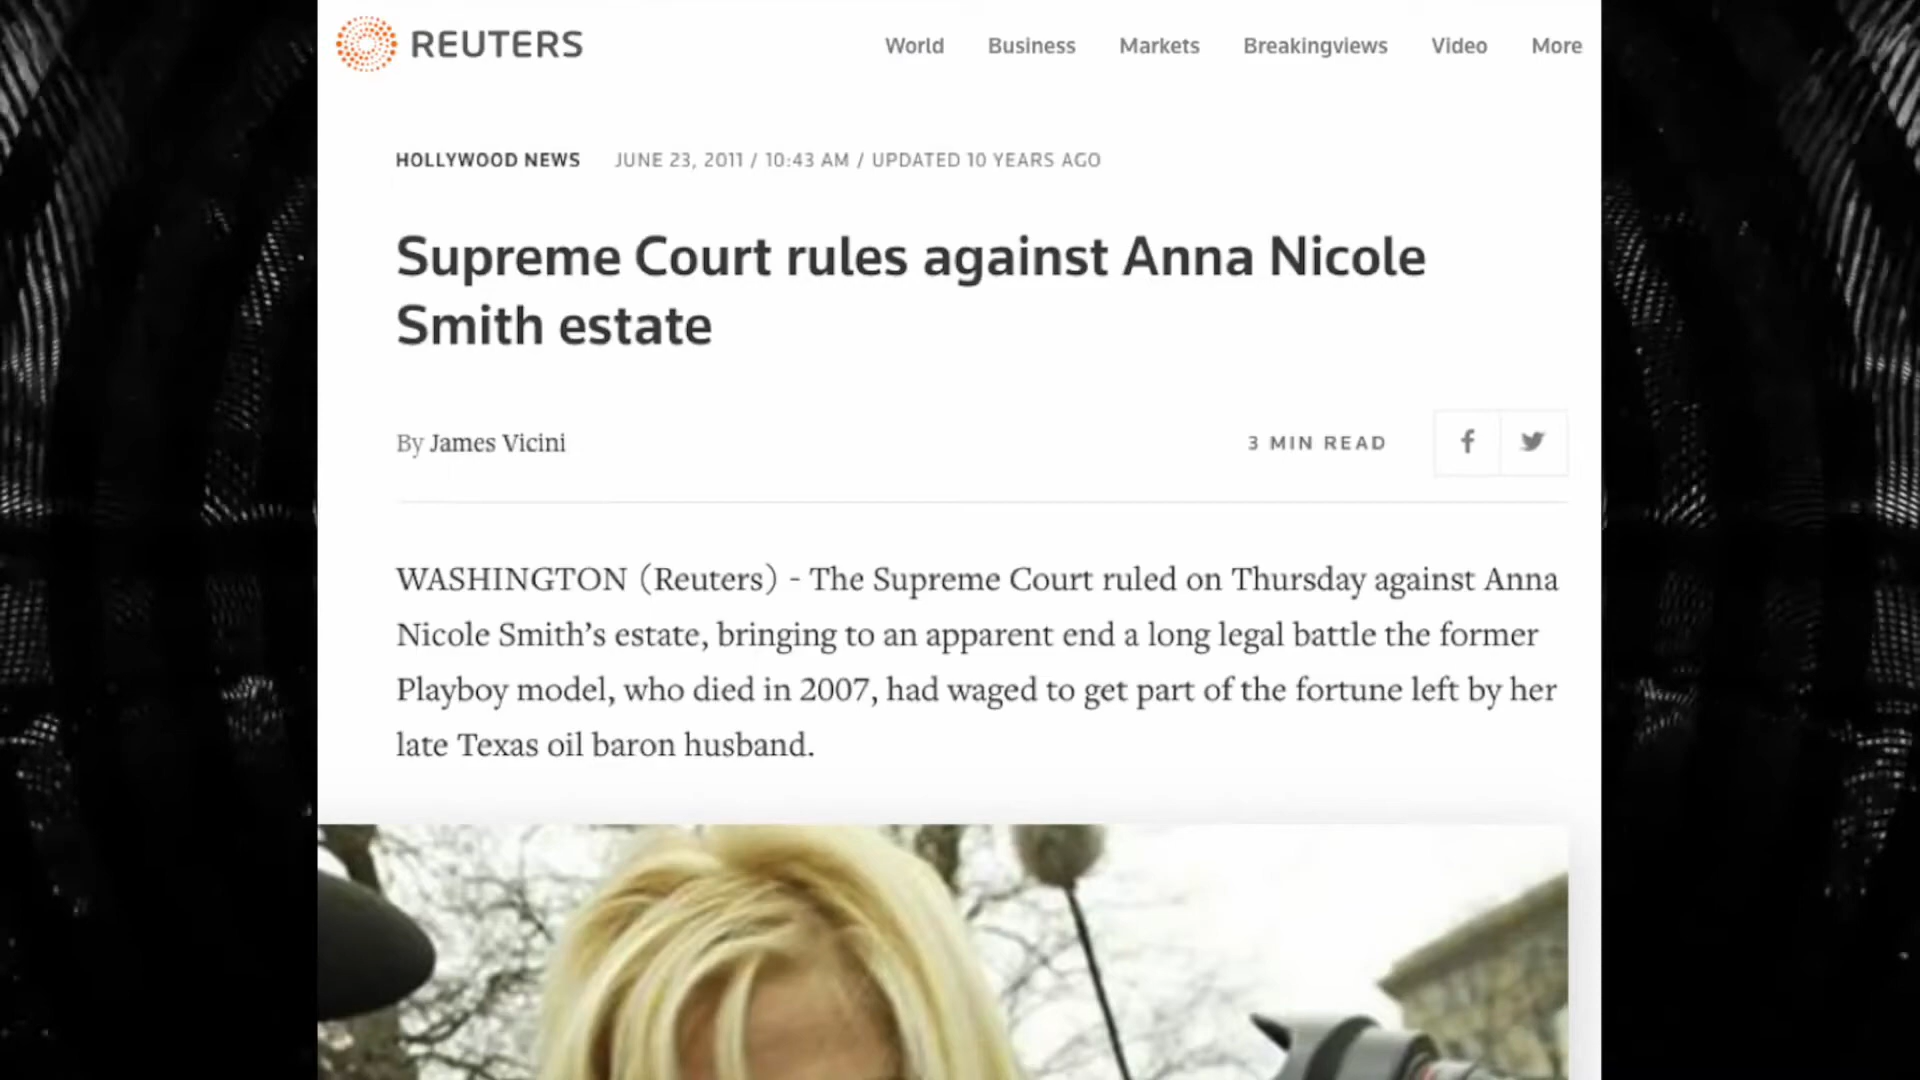 REUTERS
World Business Markets Breakingviews Video More
HOLLYWOOD NEWS JUNE 23, 2011 / 10:43 AM / UPDATED 10 YEARS AGO
Supreme Court rules against Anna Nicole
Smith estate
By James Vicini 3 MIN READ
WASHINGTON (Reuters) - The Supreme Court ruled on Thursday against Anna
Nicole Smith’s estate, bringing to an apparent end a long legal battle the former
Playboy model, who died in 2007, had waged to get part of the fortune left by her
late Texas oil baron husband.